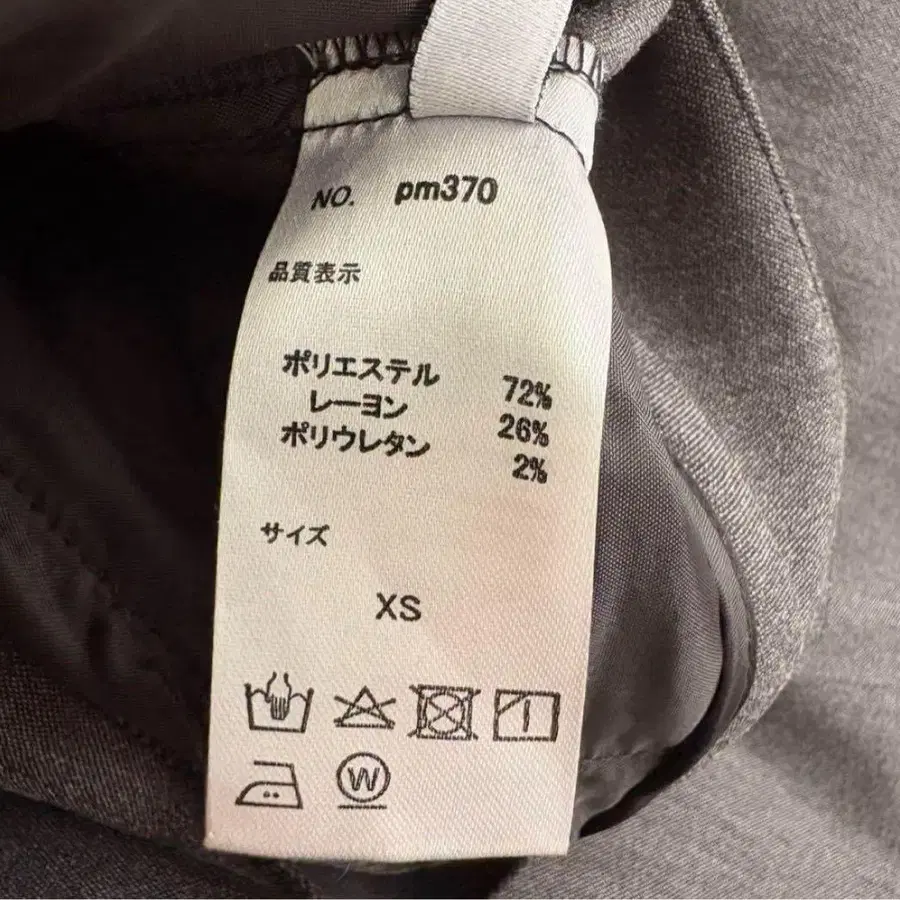 NO. pm370
品質表示
ポリエステル 72%
レーヨン 26%
ポリウレタン 2%
サイズ
XS
W